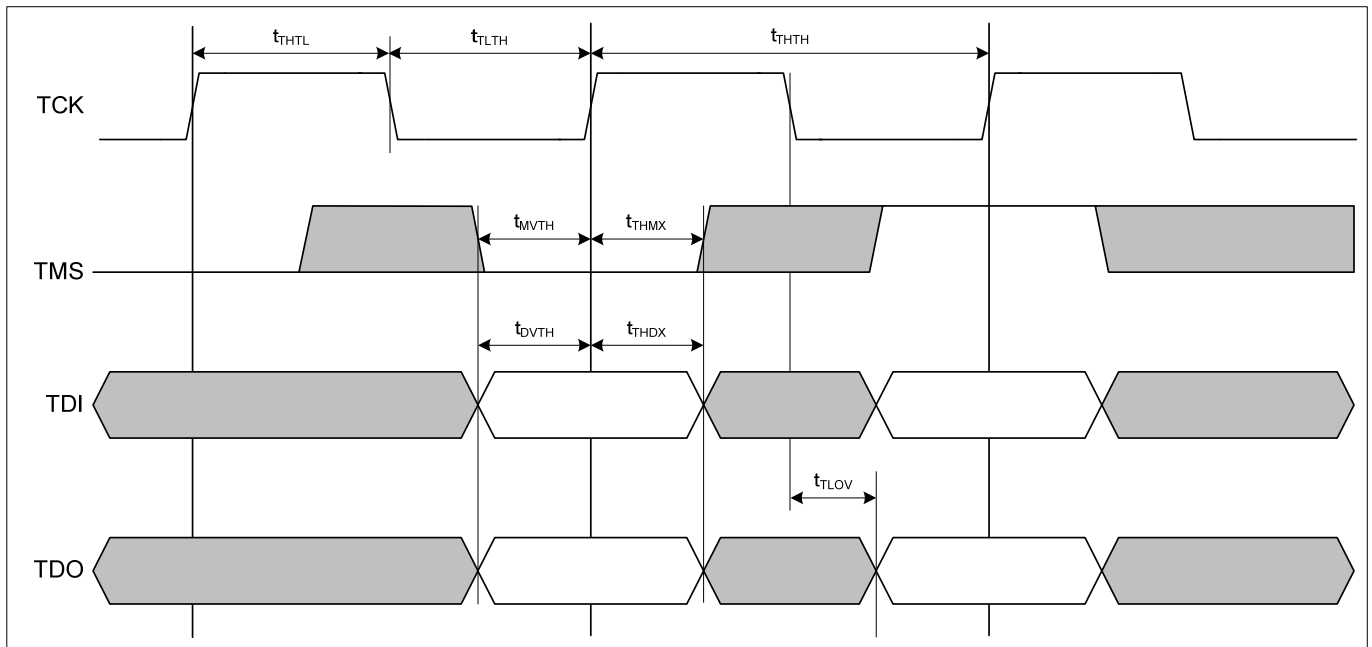 tTHTL tTLTH tTHTH
TCK
tMVTH tTHMX
TMS
tDVTH tTHDX
TDI
tTLOV
TDO